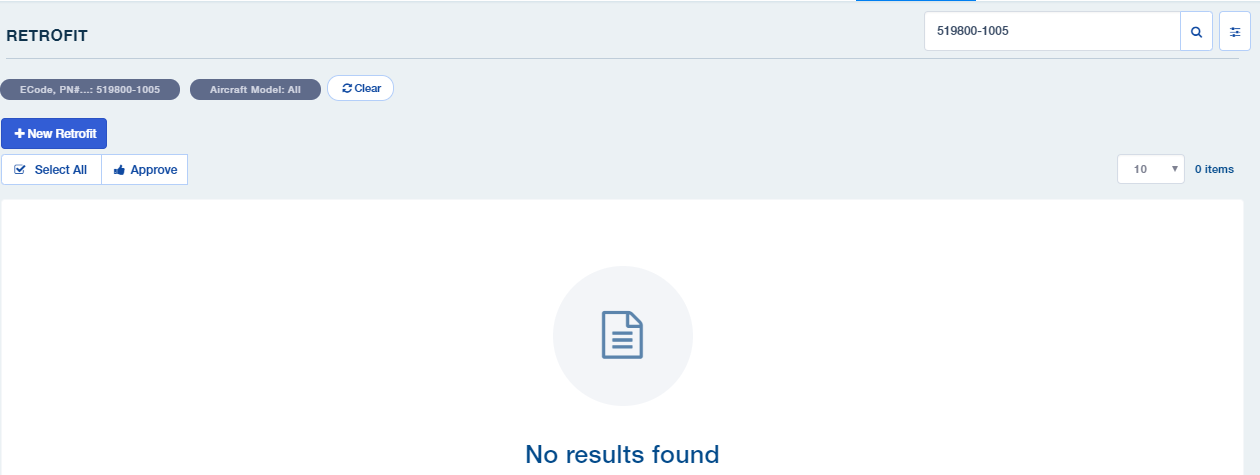 RETROFIT
519800-1005
ECode, PN#...: 519800-1005
Aircraft Model: All
Clear
New Retrofit
Select All
Approve
10
0 items
No results found